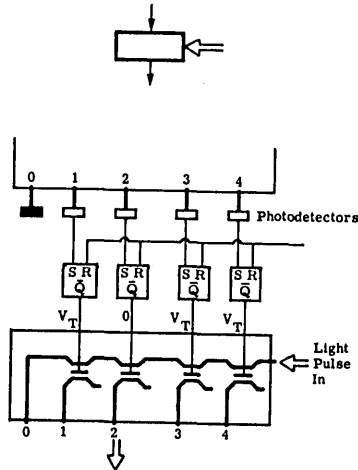 0 1 2 3 4
Photodetectors
S R S R S R S R
Q̄ Q̄ Q̄ Q̄
V_T 0 V_T V_T
Light
Pulse
In
0 1 2 3 4